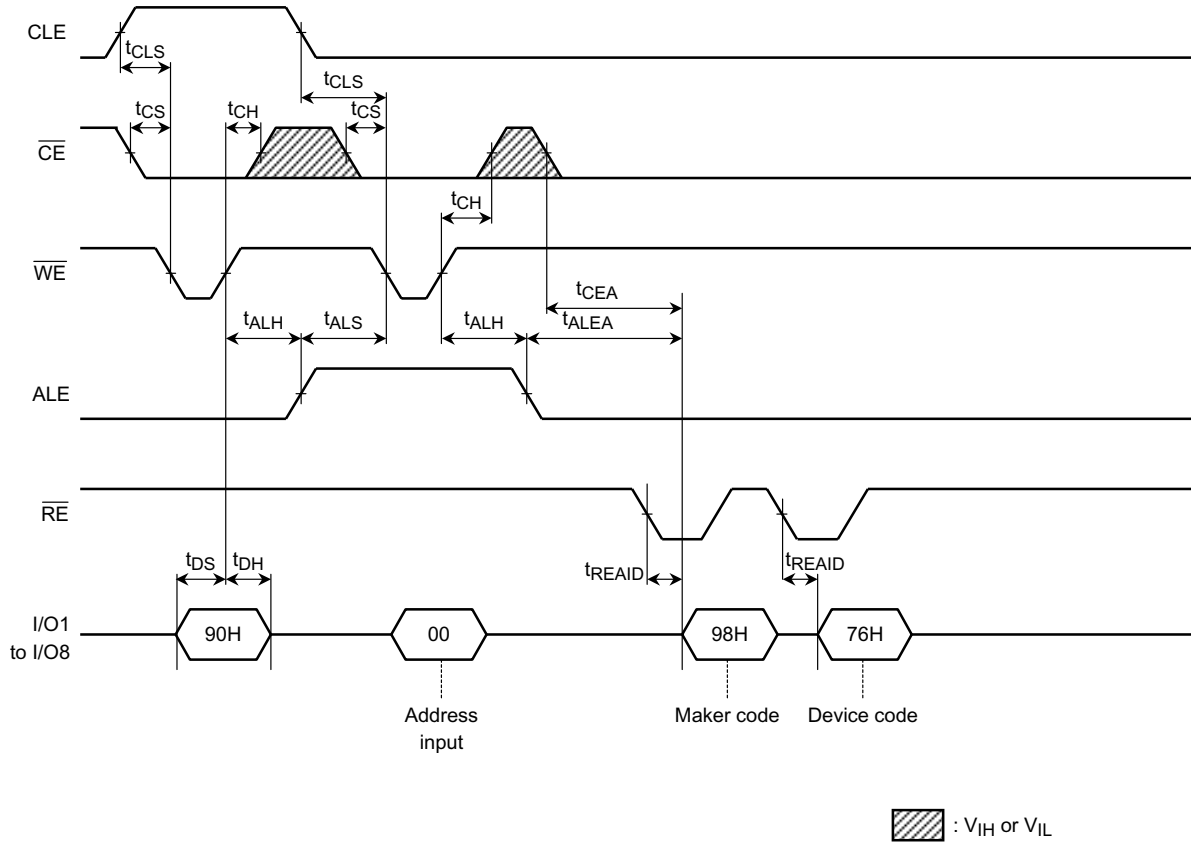 CLE
tCLS
tCLS
tCS
tCH
tCS
CE
tCH
WE
tCEA
tALH
tALS
tALH
tALEA
ALE
RE
tDS
tDH
tREAID
tREAID
I/O1
to I/O8
90H
00
98H
76H
Address
input
Maker code
Device code
: VIH or VIL